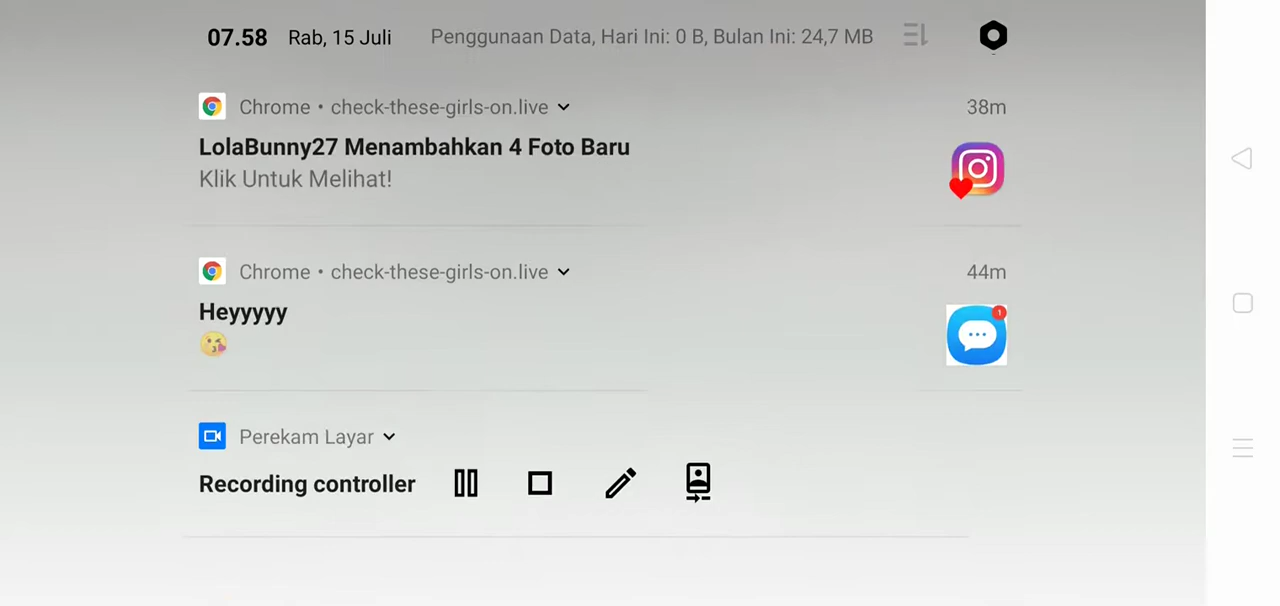 07.58 Rab, 15 Juli Penggunaan Data, Hari Ini: 0 B, Bulan Ini: 24,7 MB
Chrome • check-these-girls-on.live 38m
LolaBunny27 Menambahkan 4 Foto Baru
Klik Untuk Melihat!
Chrome • check-these-girls-on.live 44m
Heyyyyy
😘
1
Perekam Layar
Recording controller